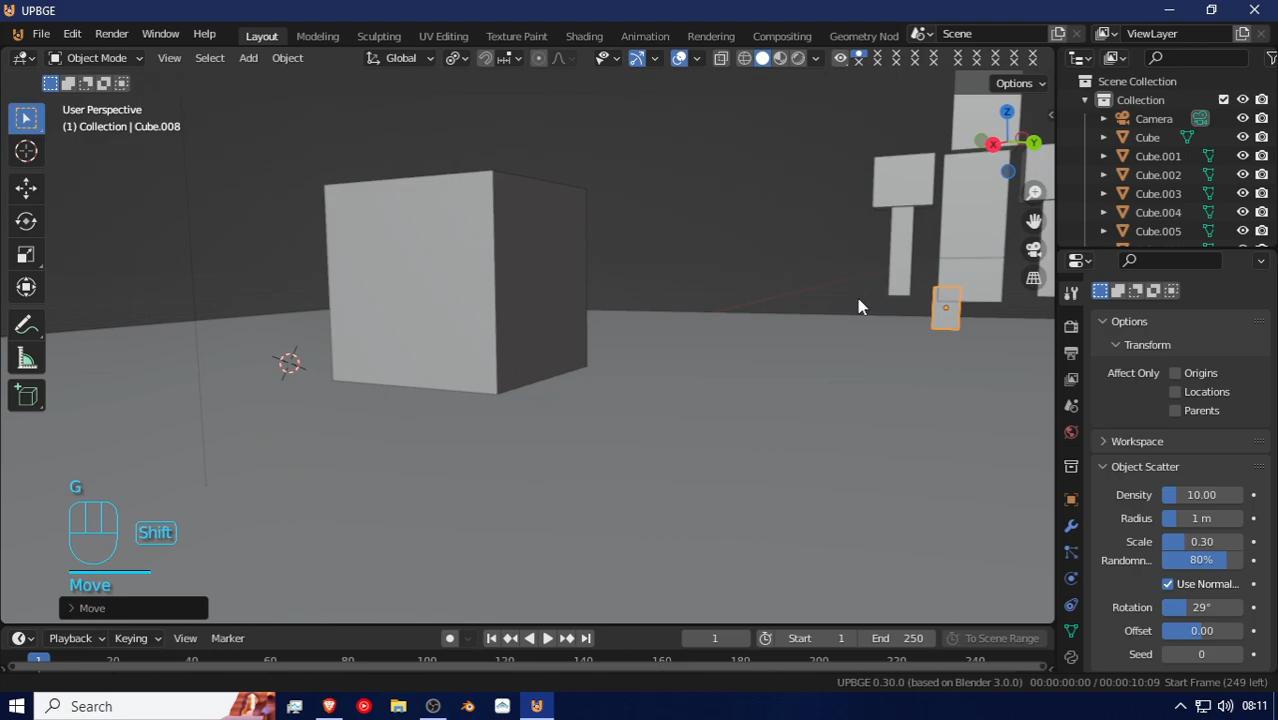 UPBGE
File Edit Render Window Help Layout Modeling Sculpting UV Editing Texture Paint Shading Animation Rendering Compositing Geometry Nod Scene ViewLayer
Object Mode View Select Add Object Global
Options
User Perspective
(1) Collection | Cube.008
Z
X
Y
Scene Collection
Collection
Camera
Cube
Cube.001
Cube.002
Cube.003
Cube.004
Cube.005
Options
Transform
Affect Only Origins
Locations
Parents
Workspace
Object Scatter
Density 10.00
Radius 1 m
Scale 0.30
Randomn... 80%
Use Normal...
Rotation 29°
Offset 0.00
Seed 0
G
Shift
Move
Move
Playback Keying View Marker 1 Start 1 End 250 To Scene Range
1 20 40 60 80 100 120 140 160 180 200 220 240
UPBGE 0.30.0 (based on Blender 3.0.0) 00:00:00:00 / 00:00:10:09 Start Frame (249 left)
Search 08:11